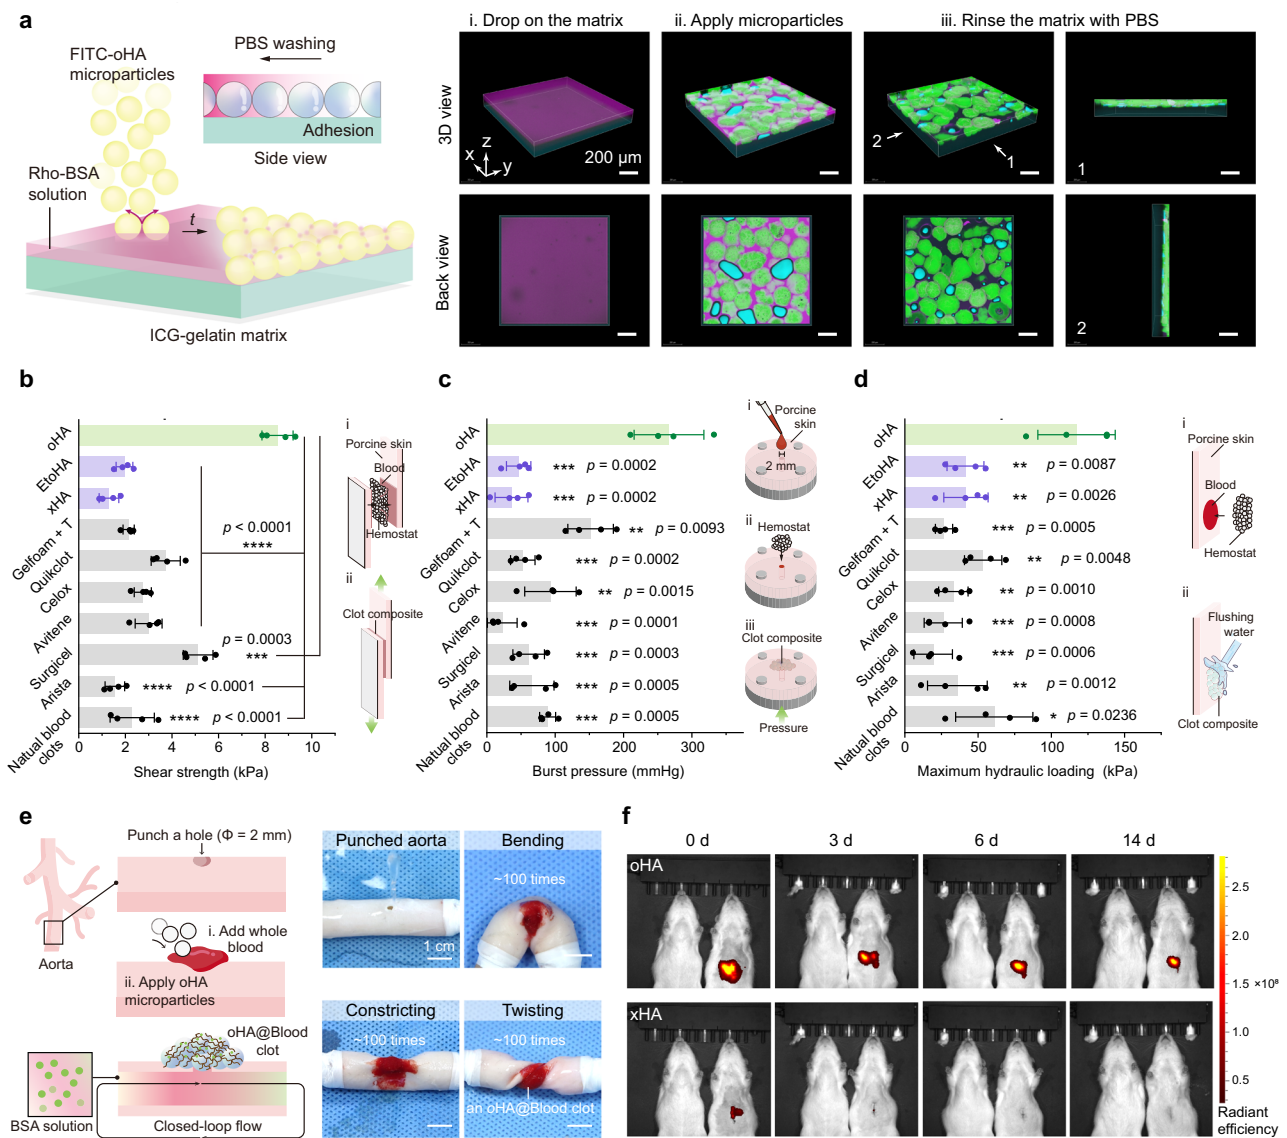 a
FITC-oHA
microparticles
PBS washing
Adhesion
Side view
Rho-BSA
solution
t
ICG-gelatin matrix
i. Drop on the matrix
ii. Apply microparticles
iii. Rinse the matrix with PBS
3D view
z
x
y
200 µm
2
1
1
Back view
2
b
oHA
EtoHA
xHA
Gelfoam + T
Quikclot
Celox
Avitene
Surgicel
Arista
Natual blood
clots
p < 0.0001
****
p = 0.0003
***
**** p < 0.0001
**** p < 0.0001
0 2 4 6 8 10
Shear strength (kPa)
i
Porcine skin
Blood
Hemostat
ii
Clot composite
c
oHA
EtoHA
xHA
Gelfoam + T
Quikclot
Celox
Avitene
Surgicel
Arista
Natual blood
clots
*** p = 0.0002
*** p = 0.0002
** p = 0.0093
*** p = 0.0002
** p = 0.0015
*** p = 0.0001
*** p = 0.0003
*** p = 0.0005
*** p = 0.0005
0 100 200 300
Burst pressure (mmHg)
i
Porcine
skin
2 mm
ii
Hemostat
iii
Clot composite
Pressure
d
oHA
EtoHA
xHA
Gelfoam + T
Quikclot
Celox
Avitene
Surgicel
Arista
Natual blood
clots
** p = 0.0087
** p = 0.0026
*** p = 0.0005
** p = 0.0048
** p = 0.0010
*** p = 0.0008
*** p = 0.0006
** p = 0.0012
* p = 0.0236
0 50 100 150
Maximum hydraulic loading (kPa)
i
Porcine skin
Blood
Hemostat
ii
Flushing
water
Clot composite
e
Punch a hole (Φ = 2 mm)
Aorta
i. Add whole
blood
ii. Apply oHA
microparticles
oHA@Blood
clot
BSA solution
Closed-loop flow
Punched aorta
1 cm
Bending
~100 times
Constricting
~100 times
Twisting
~100 times
an oHA@Blood clot
f
0 d
3 d
6 d
14 d
oHA
xHA
2.5
2.0
1.5 ×10⁸
1.0
0.5
Radiant
efficiency